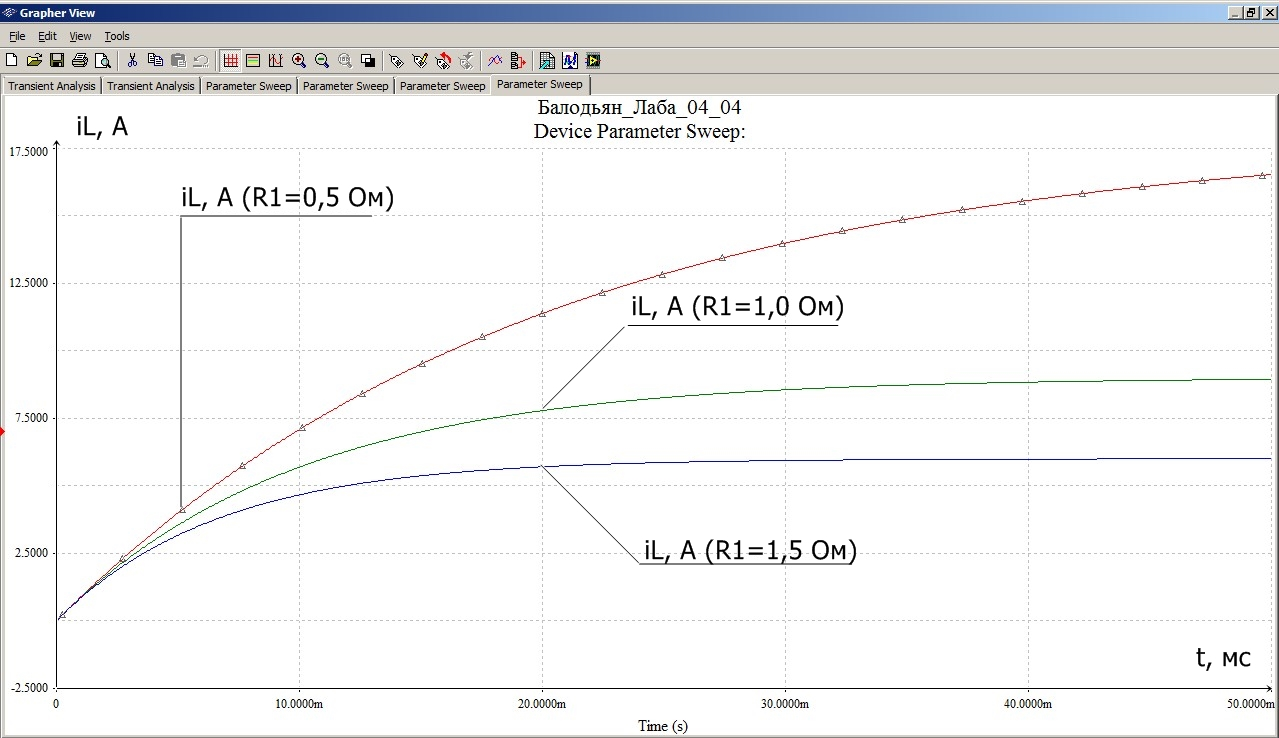 Grapher View
File Edit View Tools
Transient Analysis Transient Analysis Parameter Sweep Parameter Sweep Parameter Sweep Parameter Sweep
Балодьян_Лаба_04_04
Device Parameter Sweep:
iL, А
17.5000
iL, А (R1=0,5 Ом)
12.5000
iL, А (R1=1,0 Ом)
7.5000
iL, А (R1=1,5 Ом)
2.5000
t, мс
-2.5000
0 10.0000m 20.0000m 30.0000m 40.0000m 50.0000m
Time (s)